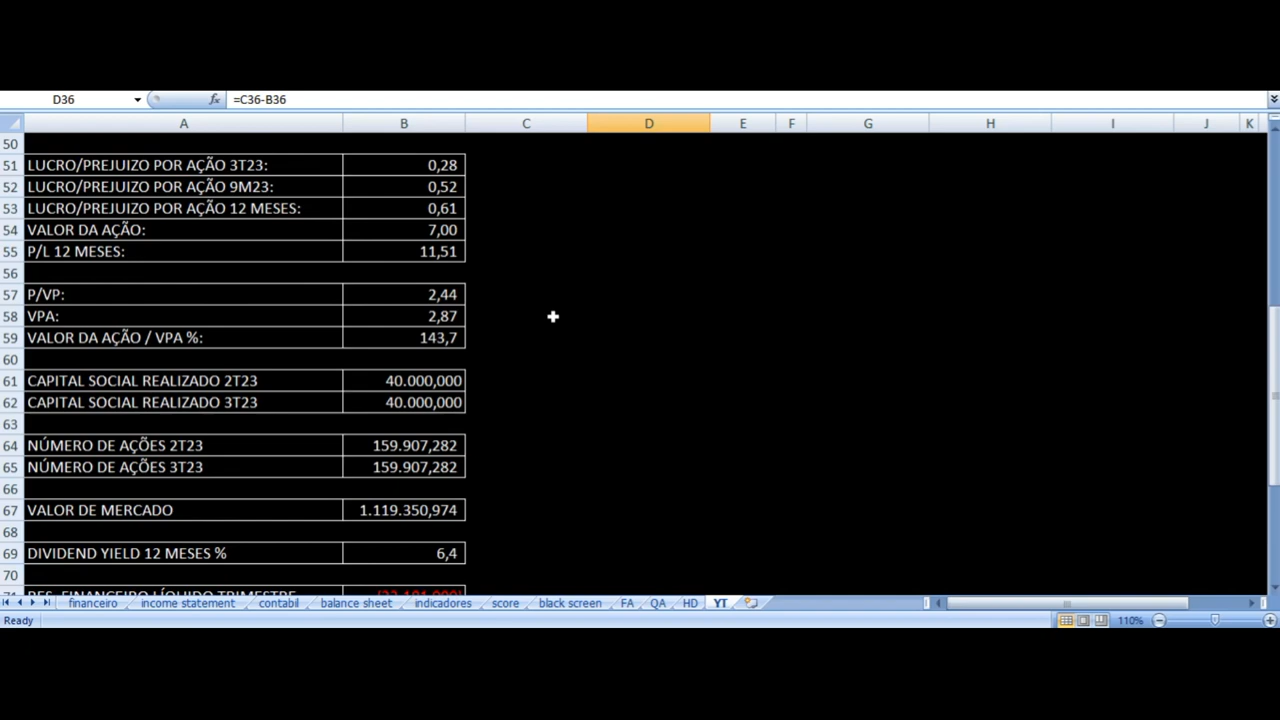 D36 fx =C36-B36
A B C D E F G H I J K
50
51 LUCRO/PREJUIZO POR AÇÃO 3T23: 0,28
52 LUCRO/PREJUIZO POR AÇÃO 9M23: 0,52
53 LUCRO/PREJUIZO POR AÇÃO 12 MESES: 0,61
54 VALOR DA AÇÃO: 7,00
55 P/L 12 MESES: 11,51
56
57 P/VP: 2,44
58 VPA: 2,87
59 VALOR DA AÇÃO / VPA %: 143,7
60
61 CAPITAL SOCIAL REALIZADO 2T23 40.000,000
62 CAPITAL SOCIAL REALIZADO 3T23 40.000,000
63
64 NÚMERO DE AÇÕES 2T23 159.907,282
65 NÚMERO DE AÇÕES 3T23 159.907,282
66
67 VALOR DE MERCADO 1.119.350,974
68
69 DIVIDEND YIELD 12 MESES % 6,4
70
71 RES. FINANCEIRO LÍQUIDO TRIMESTRE
financeiro income statement contabil balance sheet indicadores score black screen FA QA HD YT
Ready 110%